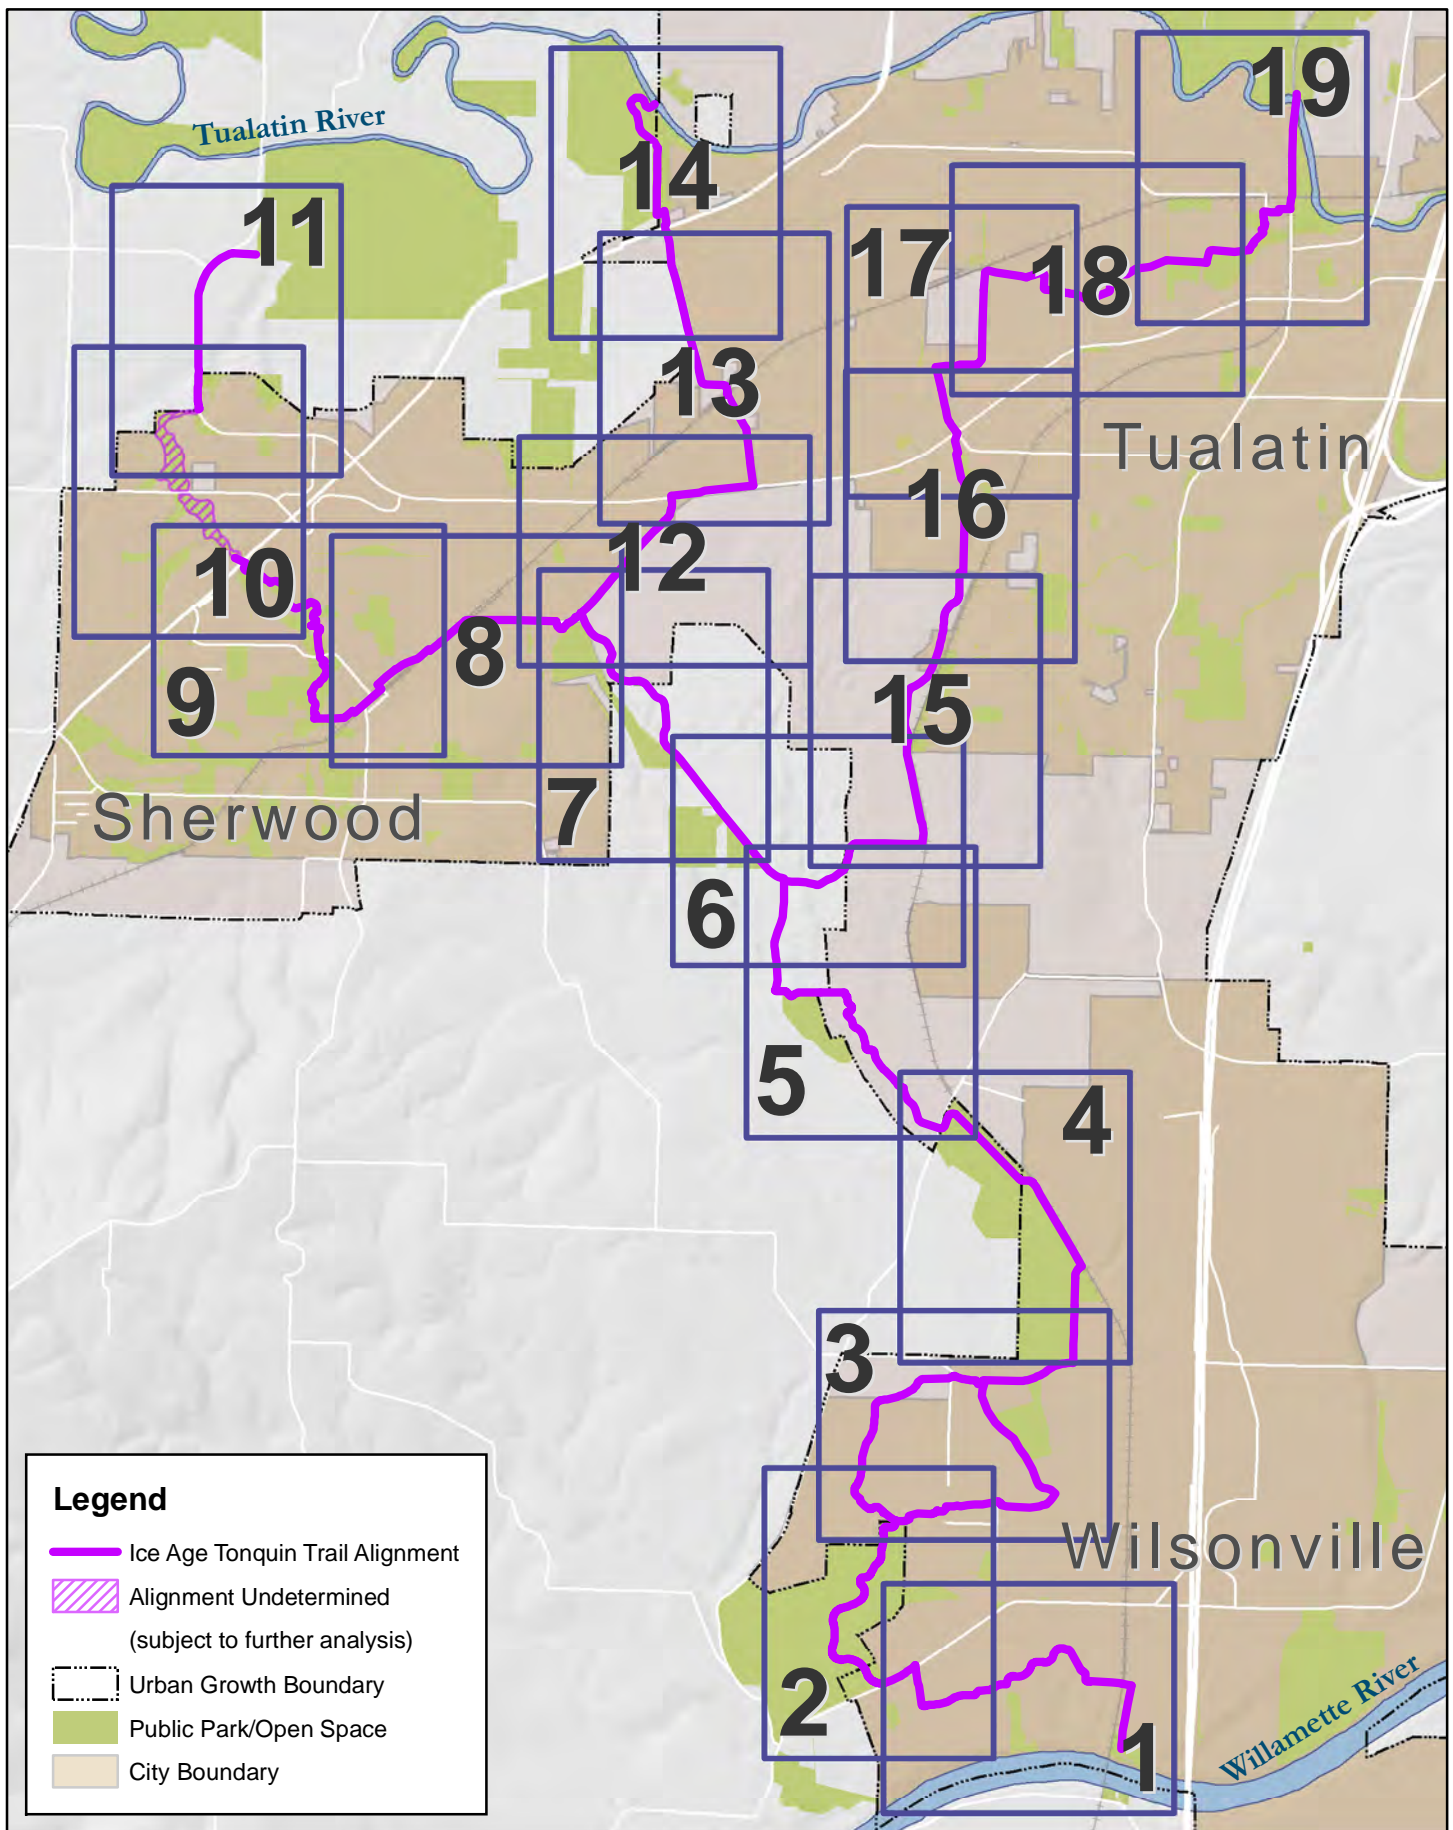 19
Tualatin River
14
11
17
18
13
Tualatin
16
12
10
8
9
15
7
Sherwood
6
5
4
3
Legend
Ice Age Tonquin Trail Alignment
Wilsonville
Alignment Undetermined
(subject to further analysis)
Urban Growth Boundary
2
Willamette River
Public Park/Open Space
1
City Boundary